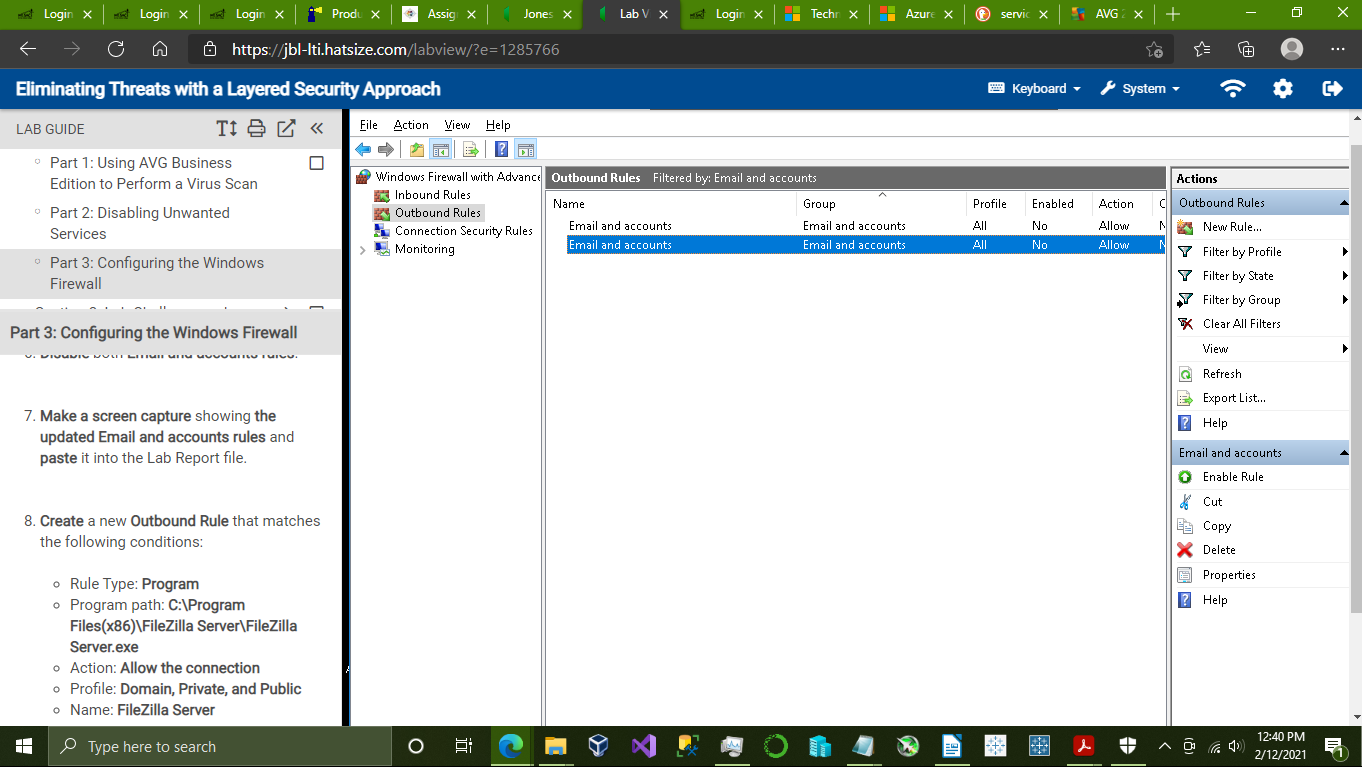 Login
Login
Login
Produ
Assig
Jones
Lab V
Login
Techn
Azure
servic
AVG 2
https://jbl-lti.hatsize.com/labview/?e=1285766
Eliminating Threats with a Layered Security Approach
Keyboard
System
LAB GUIDE
Part 1: Using AVG Business
Edition to Perform a Virus Scan
Part 2: Disabling Unwanted
Services
Part 3: Configuring the Windows
Firewall
Part 3: Configuring the Windows Firewall
6. Disable both Email and accounts rules.
7. Make a screen capture showing the
updated Email and accounts rules and
paste it into the Lab Report file.
8. Create a new Outbound Rule that matches
the following conditions:
Rule Type: Program
Program path: C:\Program
Files(x86)\FileZilla Server\FileZilla
Server.exe
Action: Allow the connection
Profile: Domain, Private, and Public
Name: FileZilla Server
File Action View Help
Windows Firewall with Advance
Inbound Rules
Outbound Rules
Connection Security Rules
Monitoring
Outbound Rules Filtered by: Email and accounts
Name Group Profile Enabled Action
Email and accounts Email and accounts All No Allow
Email and accounts Email and accounts All No Allow
Actions
Outbound Rules
New Rule...
Filter by Profile
Filter by State
Filter by Group
Clear All Filters
View
Refresh
Export List...
Help
Email and accounts
Enable Rule
Cut
Copy
Delete
Properties
Help
Type here to search
12:40 PM
2/12/2021
1